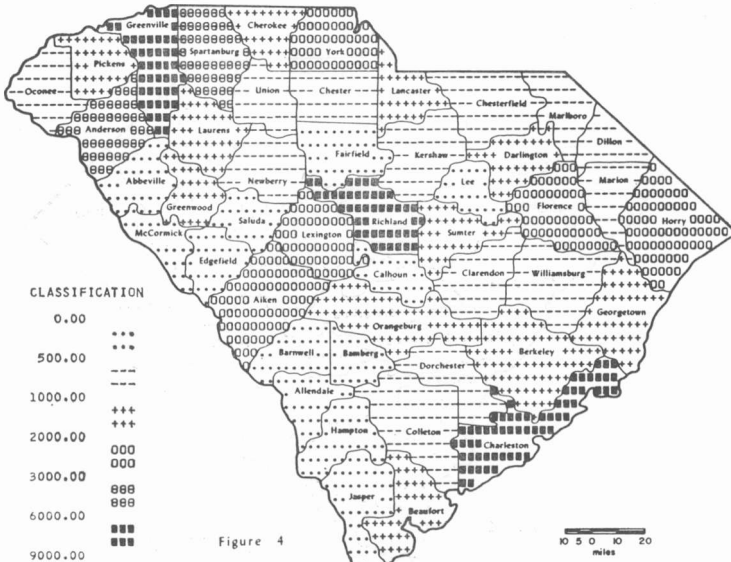 Greenville
Cherokee
Spartanburg
York
Pickens
Oconee
Union
Chester
Lancaster
Chesterfield
Marlboro
Anderson
Laurens
Dillon
Fairfield
Kershaw
Darlington
Abbeville
Newberry
Lee
Marion
Greenwood
Saluda
Florence
McCormick
Lexington
Richland
Sumter
Horry
Edgefield
Calhoun
Clarendon
Williamsburg
Aiken
Georgetown
Orangeburg
Barnwell
Bamberg
Berkeley
Dorchester
Allendale
Hampton
Colleton
Charleston
Jasper
Beaufort
CLASSIFICATION
0.00
500.00
1000.00
2000.00
3000.00
6000.00
9000.00
Figure 4
10 5 0 10 20
miles